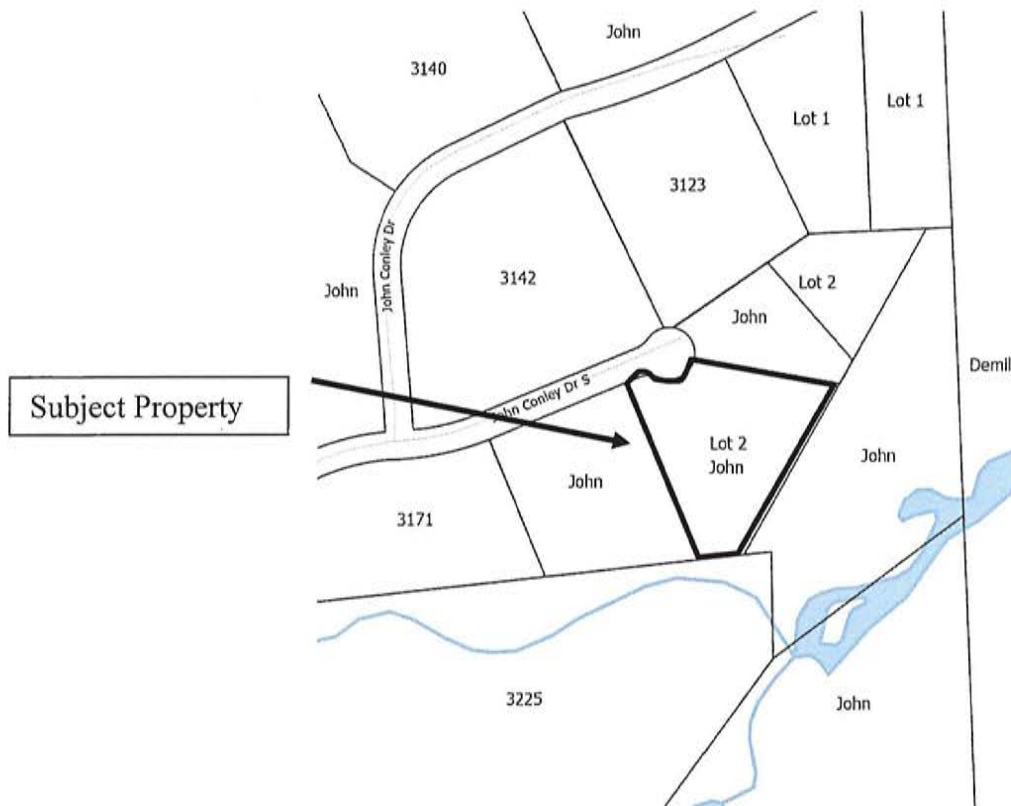 John
3140
Lot 1
Lot 1
3123
John Conley Dr
3142
Lot 2
John
John
Demill
Subject Property
John Conley Dr S
Lot 2
John
John
John
3171
3225
John